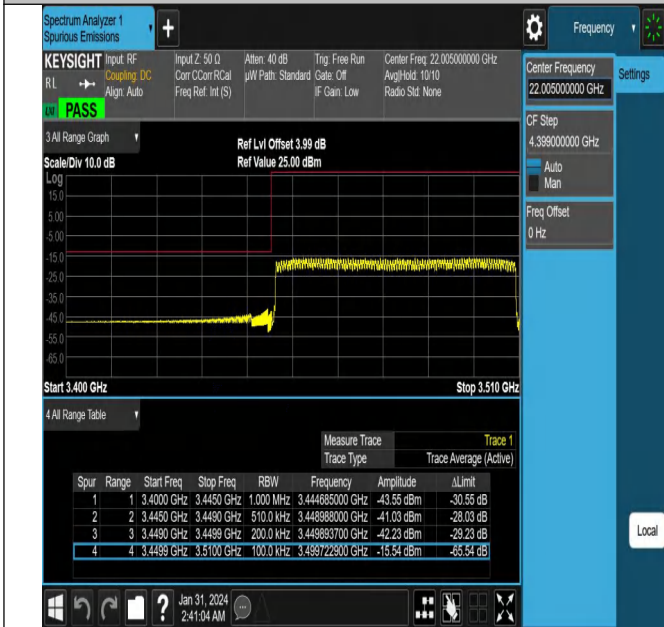 Spectrum Analyzer 1
Spurious Emissions
Frequency
KEYSIGHT
RL
Input: RF
Coupling: DC
Align: Auto
Input Z: 50 Ω
Corr CCorr RCal
Freq Ref: Int (S)
Atten: 40 dB
µW Path: Standard
Trig: Free Run
Gate: Off
IF Gain: Low
Center Freq: 22.005000000 GHz
Avg|Hold: 10/10
Radio Std: None
LXI
PASS
Center Frequency
22.005000000 GHz
Settings
CF Step
4.399000000 GHz
Auto
Man
Freq Offset
0 Hz
3 All Range Graph
Ref Lvl Offset 3.99 dB
Scale/Div 10.0 dB
Ref Value 25.00 dBm
Log
15.0
5.00
-5.00
-15.0
-25.0
-35.0
-45.0
-55.0
-65.0
Start 3.400 GHz
Stop 3.510 GHz
4 All Range Table
Measure Trace Trace 1
Trace Type Trace Average (Active)
Spur Range Start Freq Stop Freq RBW Frequency Amplitude ΔLimit
1 1 3.4000 GHz 3.4450 GHz 1.000 MHz 3.444685000 GHz -43.55 dBm -30.55 dB
2 2 3.4450 GHz 3.4490 GHz 510.0 kHz 3.448988000 GHz -41.03 dBm -28.03 dB
3 3 3.4490 GHz 3.4499 GHz 200.0 kHz 3.449893700 GHz -42.23 dBm -29.23 dB
4 4 3.4499 GHz 3.5100 GHz 100.0 kHz 3.499722900 GHz -15.54 dBm -65.54 dB
Local
Jan 31, 2024
2:41:04 AM